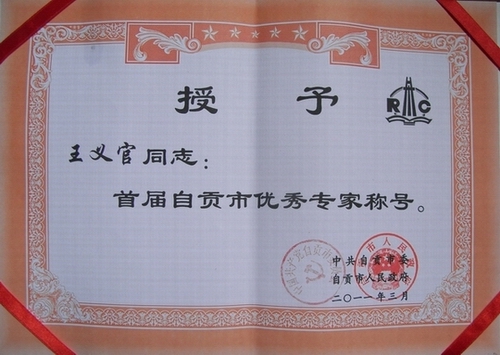 授予
RC
王义官 同志：
首届自贡市优秀专家称号。
中共自贡市委
自贡市人民政府
二〇一一年三月